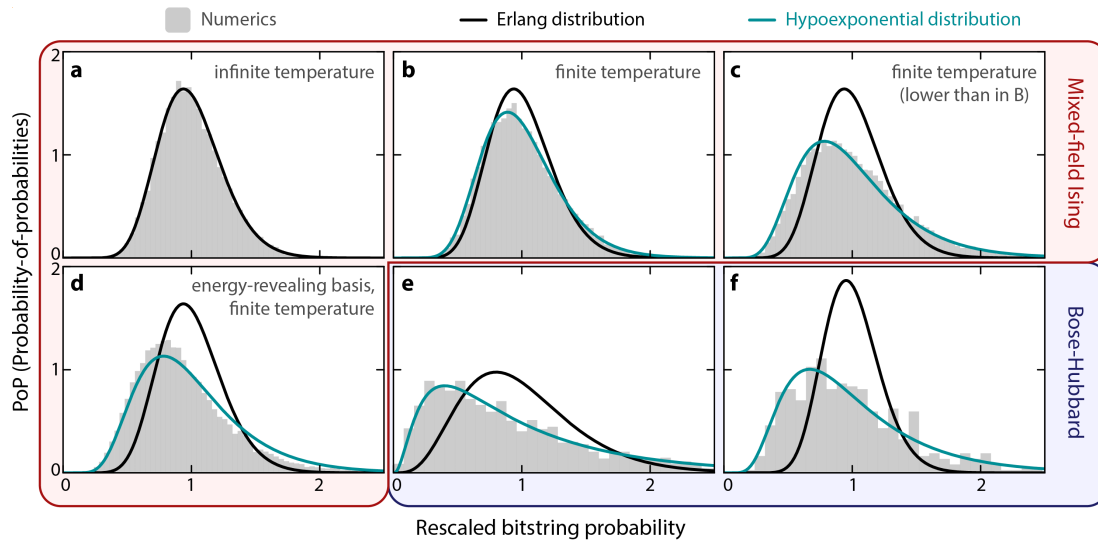 Numerics
Erlang distribution
Hypoexponential distribution
PoP (Probability-of-probabilities)
2
1
0
a
infinite temperature
b
finite temperature
c
finite temperature
(lower than in B)
Mixed-field Ising
2
1
0
d
energy-revealing basis,
finite temperature
e
f
Bose-Hubbard
0 1 2
0 1 2
0 1 2
Rescaled bitstring probability